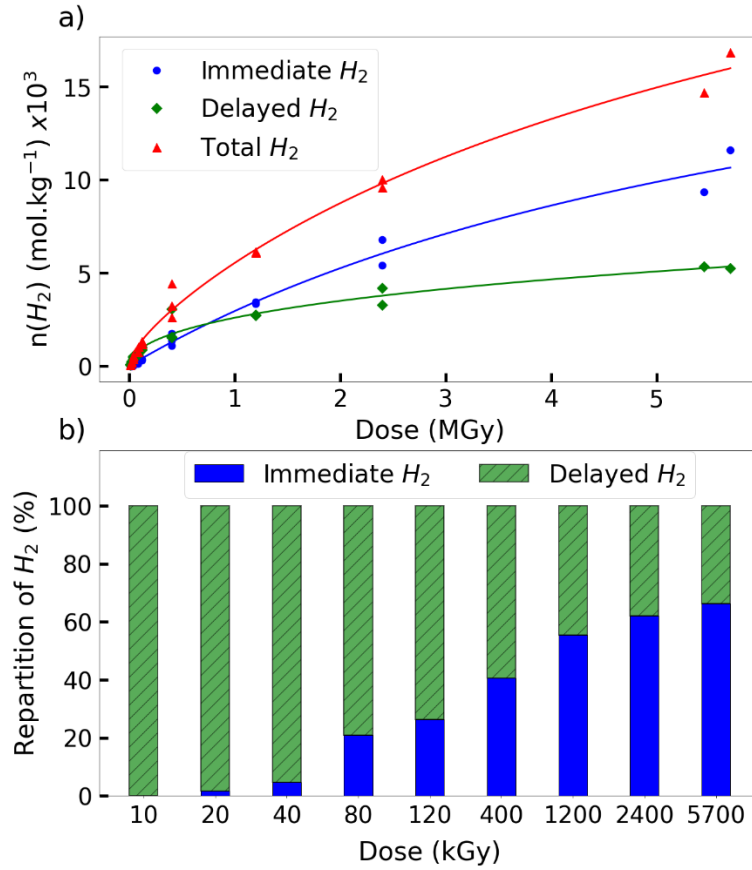 a)
n(H₂) (mol.kg⁻¹) x10³
15
10
5
0
Immediate H₂
Delayed H₂
Total H₂
0 1 2 3 4 5
Dose (MGy)
b)
Repartition of H₂ (%)
Immediate H₂ Delayed H₂
100
80
60
40
20
0
10 20 40 80 120 400 1200 2400 5700
Dose (kGy)